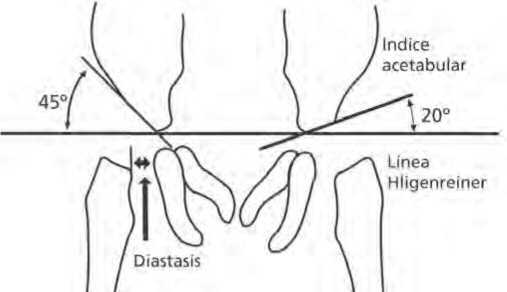 Indice
acetabular
45º
20º
Línea
Hligenreiner
Diastasis